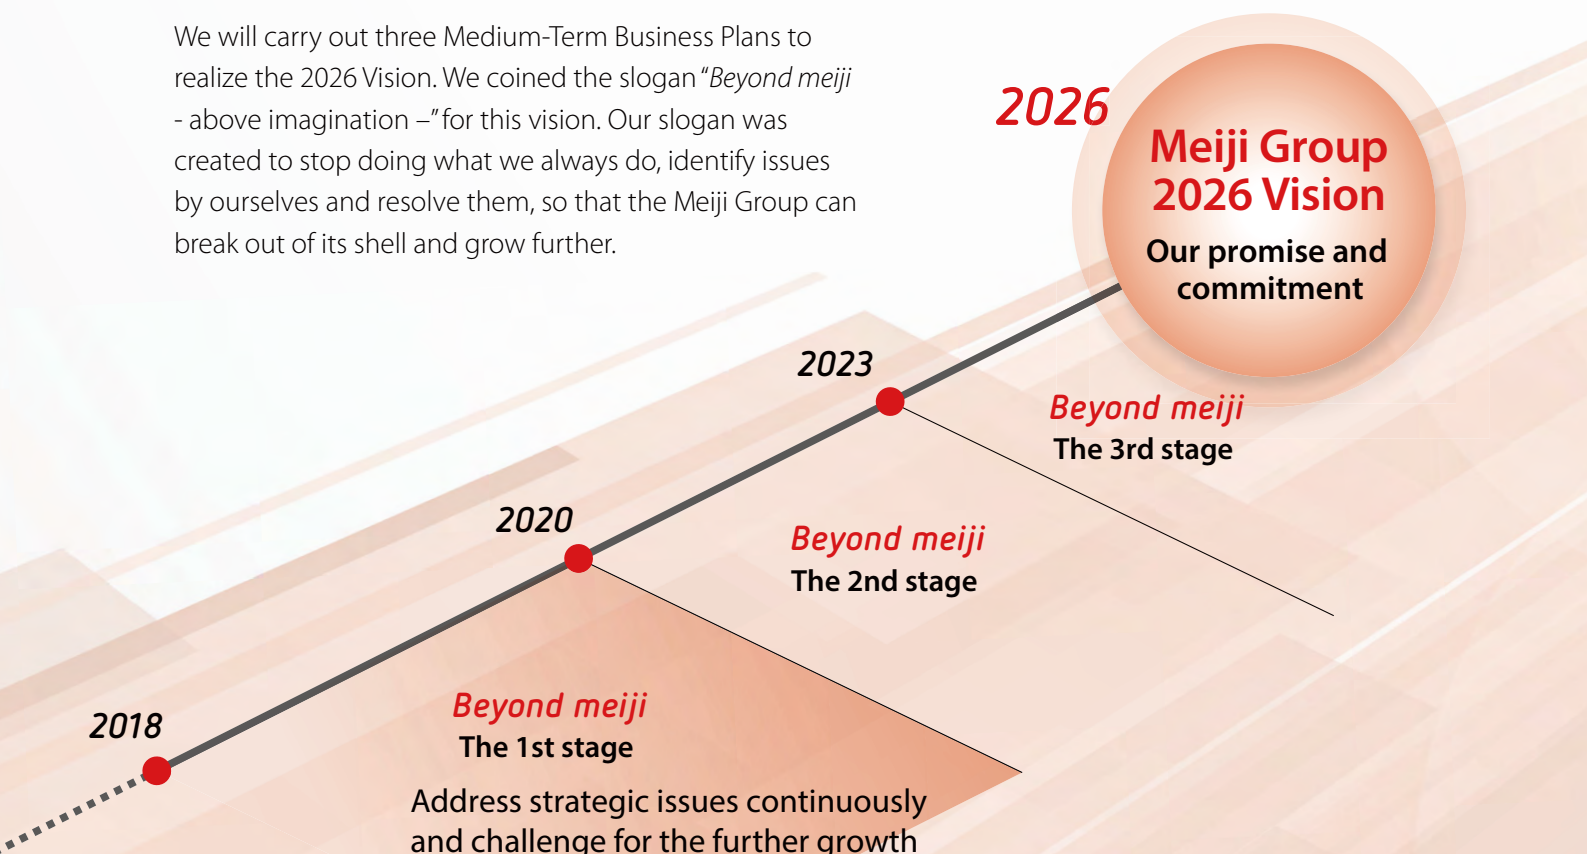 We will carry out three Medium-Term Business Plans to
realize the 2026 Vision. We coined the slogan “Beyond meiji
- above imagination –” for this vision. Our slogan was
created to stop doing what we always do, identify issues
by ourselves and resolve them, so that the Meiji Group can
break out of its shell and grow further.
2026
Meiji Group
2026 Vision
Our promise and
commitment
2023
Beyond meiji
The 3rd stage
2020
Beyond meiji
The 2nd stage
2018
Beyond meiji
The 1st stage
Address strategic issues continuously
and challenge for the further growth